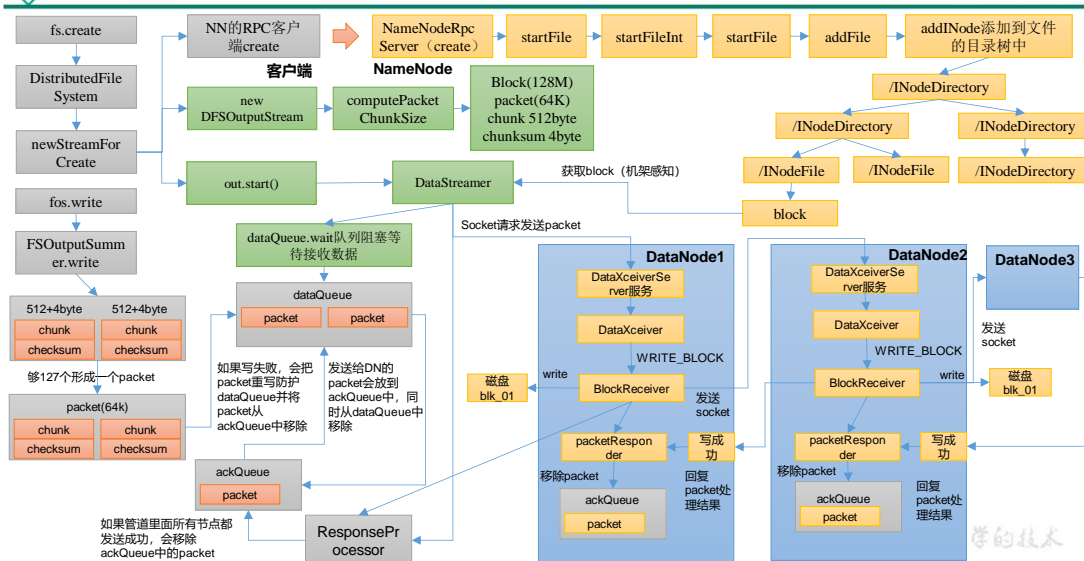 fs.create
DistributedFile
System
newStreamFor
Create
NN的RPC客户
端create
客户端
NameNode
NameNodeRpc
Server（create）
startFile
startFileInt
startFile
addFile
addINode添加到文件
的目录树中
new
DFSOutputStream
computePacket
ChunkSize
Block(128M)
packet(64K)
chunk 512byte
chunksum 4byte
/INodeDirectory
/INodeDirectory
/INodeDirectory
/INodeFile
/INodeFile
/INodeDirectory
block
out.start()
DataStreamer
获取block（机架感知）
Socket请求发送packet
fos.write
FSOutputSumm
er.write
512+4byte
512+4byte
chunk
chunk
checksum
checksum
够127个形成一个packet
packet(64k)
chunk
chunk
checksum
checksum
dataQueue.wait队列阻塞等
待接收数据
dataQueue
packet
packet
如果写失败，会把
packet重写防护
dataQueue并将
packet从
ackQueue中移除
发送给DN的
packet会放到
ackQueue中，同
时从dataQueue中
移除
ackQueue
packet
如果管道里面所有节点都
发送成功，会移除
ackQueue中的packet
ResponsePr
ocessor
DataNode1
DataXceiverSe
rver服务
DataXceiver
WRITE_BLOCK
write
磁盘
blk_01
BlockReceiver
发送
socket
packetRespon
der
写成
功
移除packet
回复
packet处
理结果
ackQueue
packet
DataNode2
DataXceiverSe
rver服务
DataXceiver
WRITE_BLOCK
BlockReceiver
write
磁盘
blk_01
packetRespon
der
写成
功
移除packet
回复
packet处
理结果
ackQueue
packet
DataNode3
发送
socket
学的技术